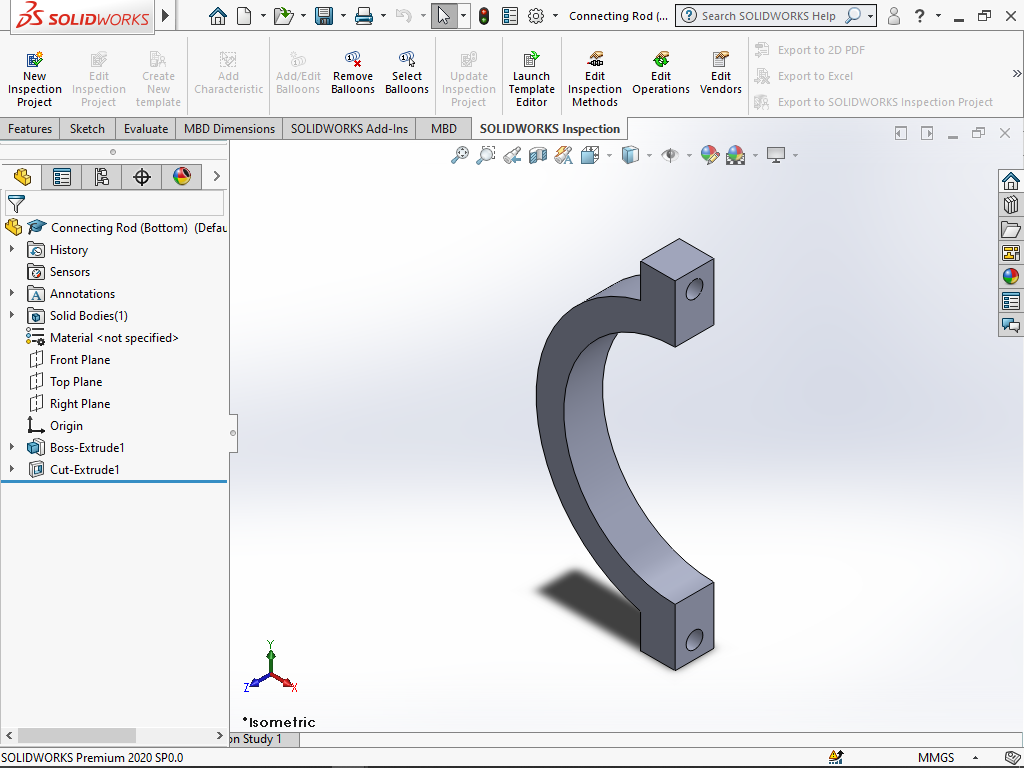 SOLIDWORKS
Connecting Rod (...
Search SOLIDWORKS Help
New Inspection Project
Edit Inspection Project
Create New template
Add Characteristic
Add/Edit Balloons
Remove Balloons
Select Balloons
Update Inspection Project
Launch Template Editor
Edit Inspection Methods
Edit Operations
Edit Vendors
Export to 2D PDF
Export to Excel
Export to SOLIDWORKS Inspection Project
Features
Sketch
Evaluate
MBD Dimensions
SOLIDWORKS Add-Ins
MBD
SOLIDWORKS Inspection
Connecting Rod (Bottom) (Defau
History
Sensors
Annotations
Solid Bodies(1)
Material <not specified>
Front Plane
Top Plane
Right Plane
Origin
Boss-Extrude1
Cut-Extrude1
Y
Z
X
*Isometric
on Study 1
SOLIDWORKS Premium 2020 SP0.0
MMGS